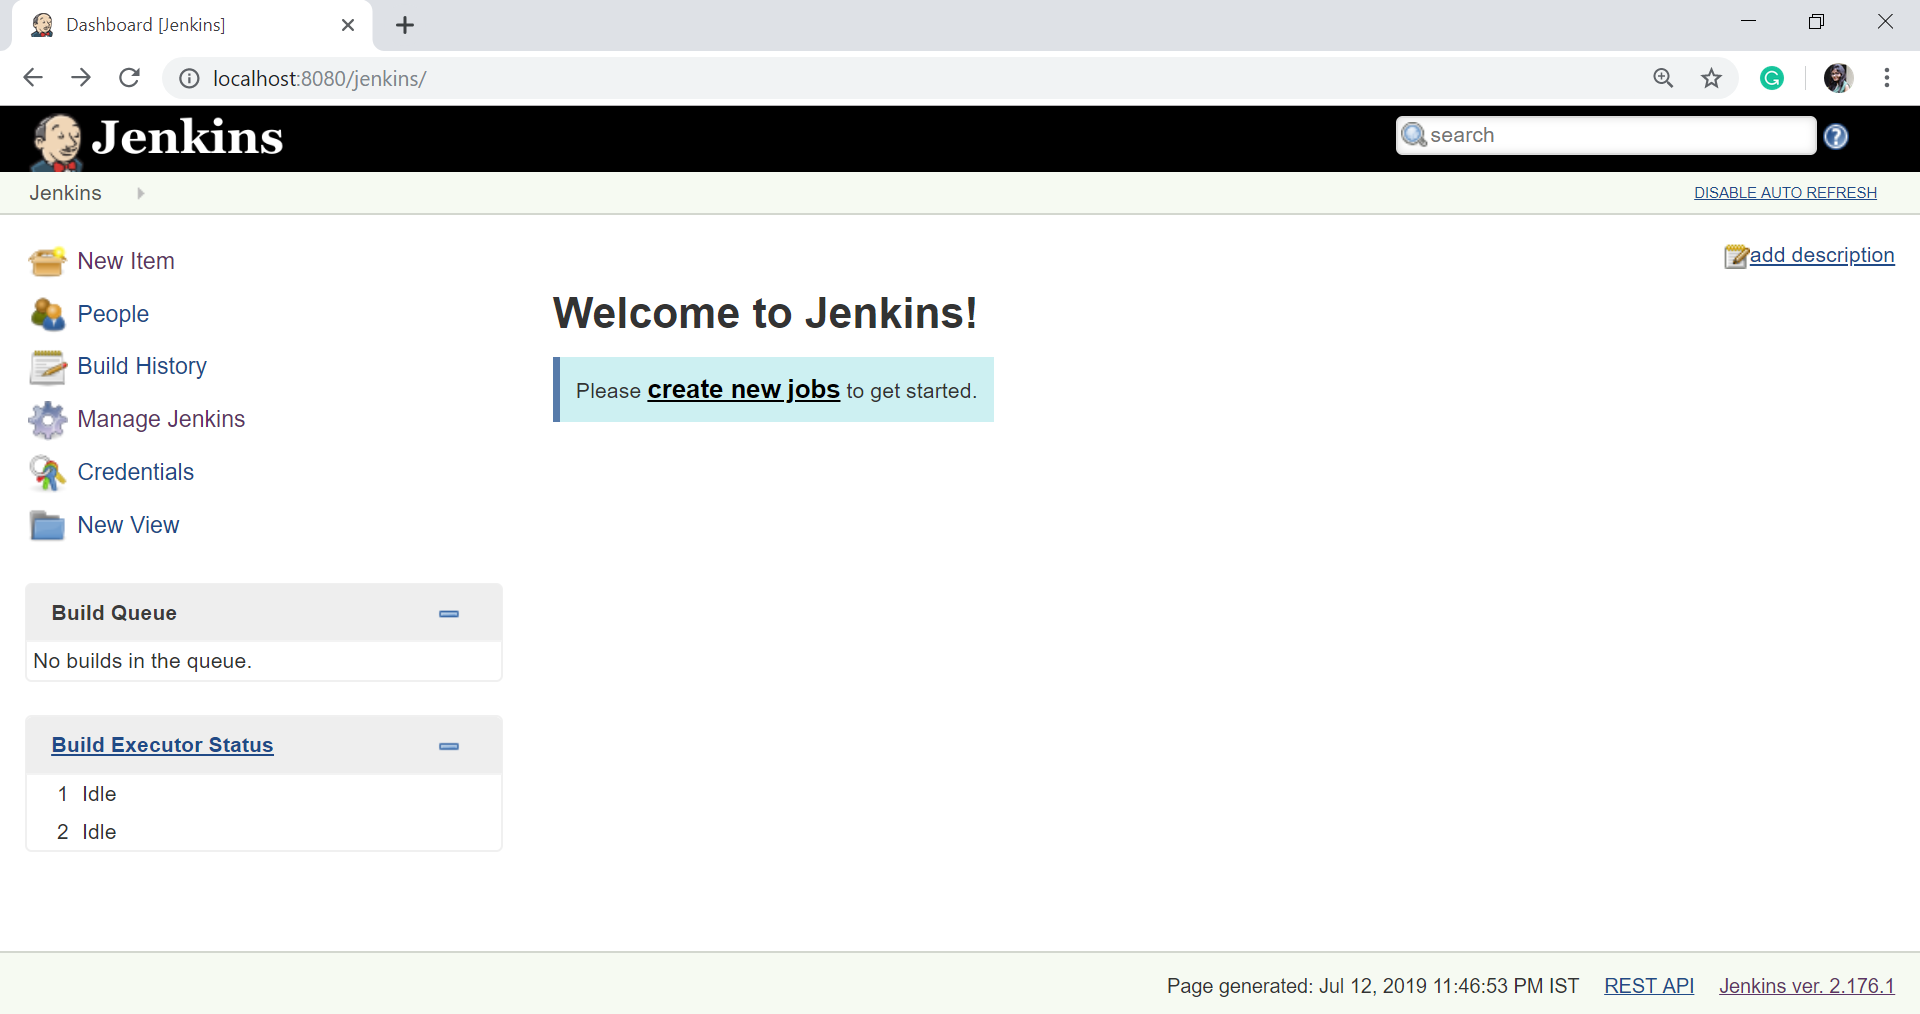 Dashboard [Jenkins]
localhost:8080/jenkins/
Jenkins
search
Jenkins
DISABLE AUTO REFRESH
New Item
People
Build History
Manage Jenkins
Credentials
New View
add description
Welcome to Jenkins!
Please create new jobs to get started.
Build Queue
No builds in the queue.
Build Executor Status
1 Idle
2 Idle
Page generated: Jul 12, 2019 11:46:53 PM IST REST API Jenkins ver. 2.176.1